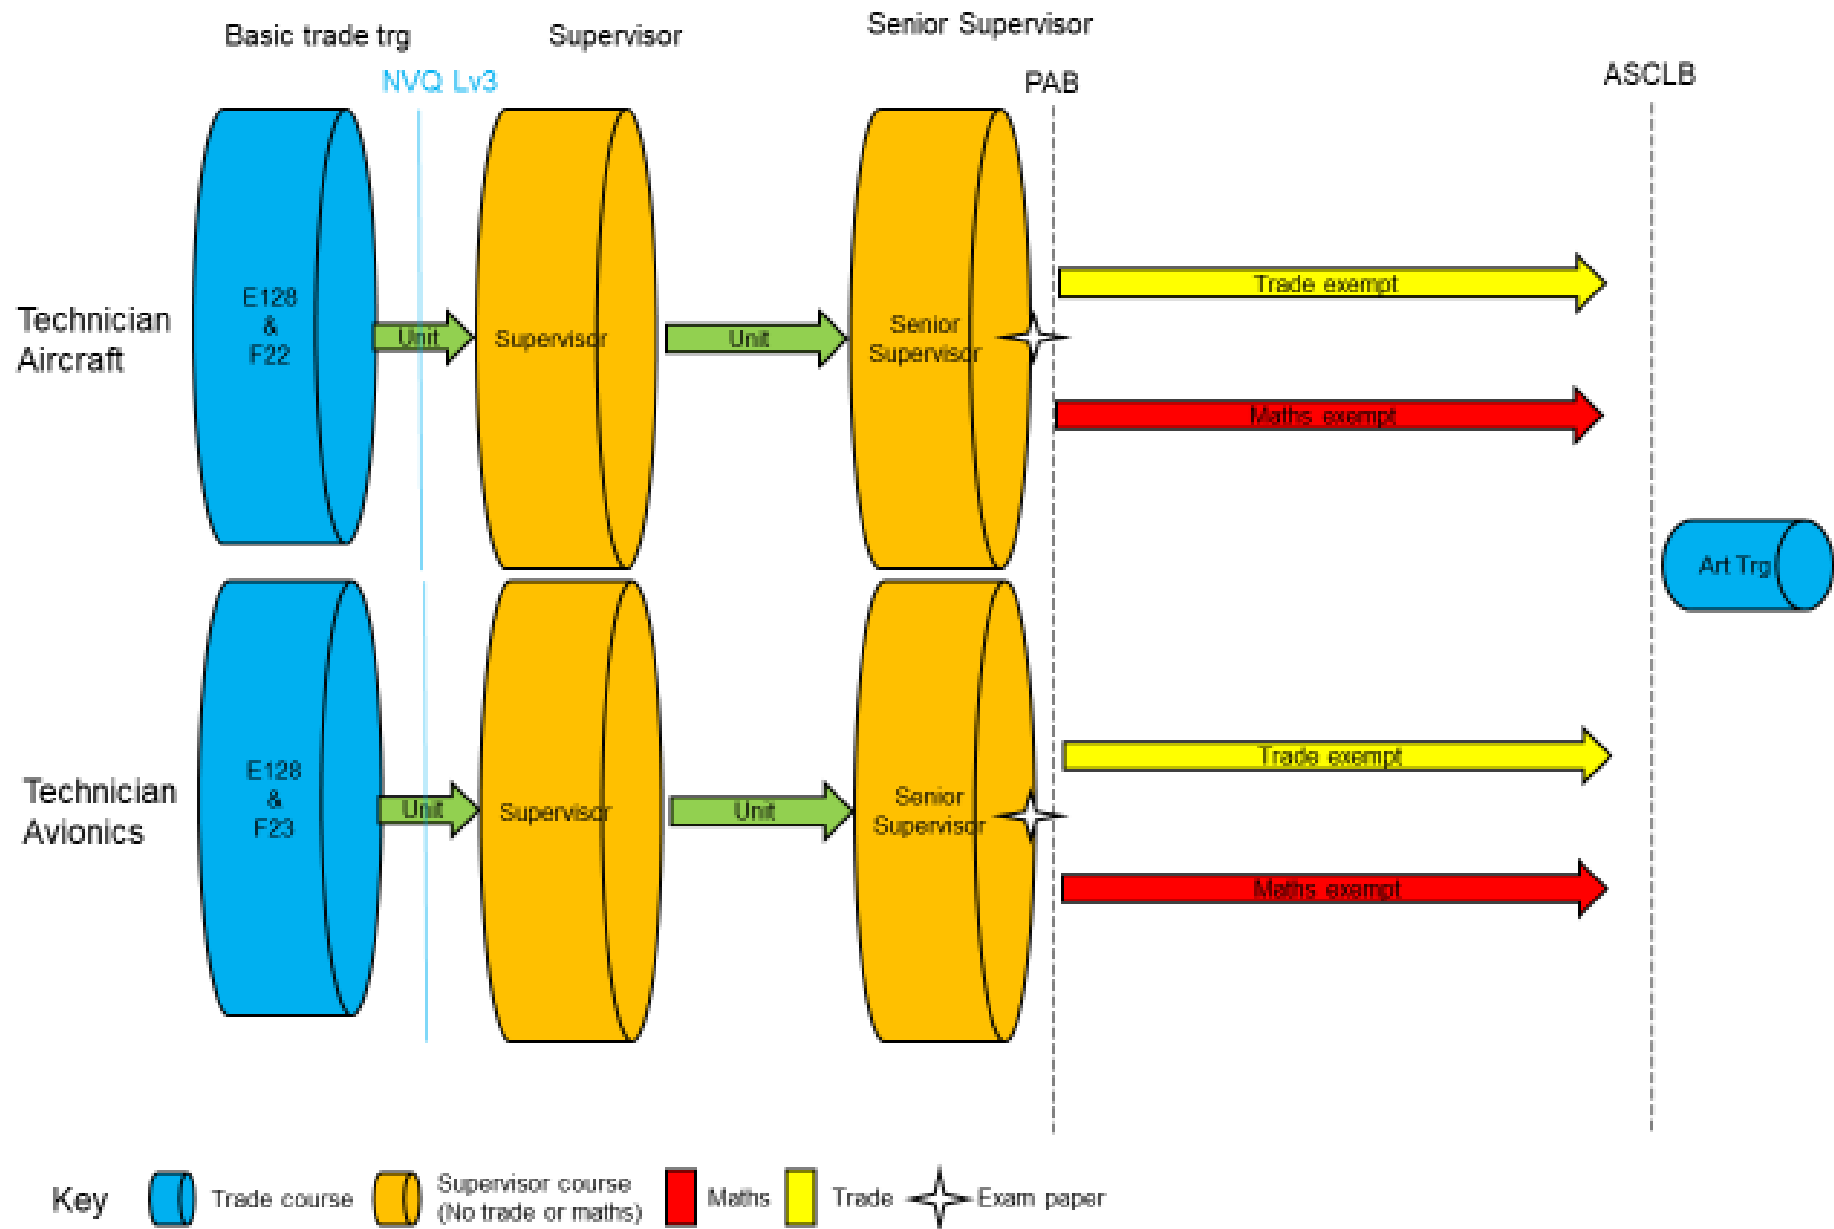 Basic trade trg
Supervisor
Senior Supervisor
NVQ Lv3
PAB
ASCLB
Technician
Aircraft
E128
&
F22
Unit
Supervisor
Unit
Senior
Supervisor
Trade exempt
Maths exempt
Art Trg
Technician
Avionics
E128
&
F23
Unit
Supervisor
Unit
Senior
Supervisor
Trade exempt
Maths exempt
Key
Trade course
Supervisor course
(No trade or maths)
Maths
Trade
Exam paper